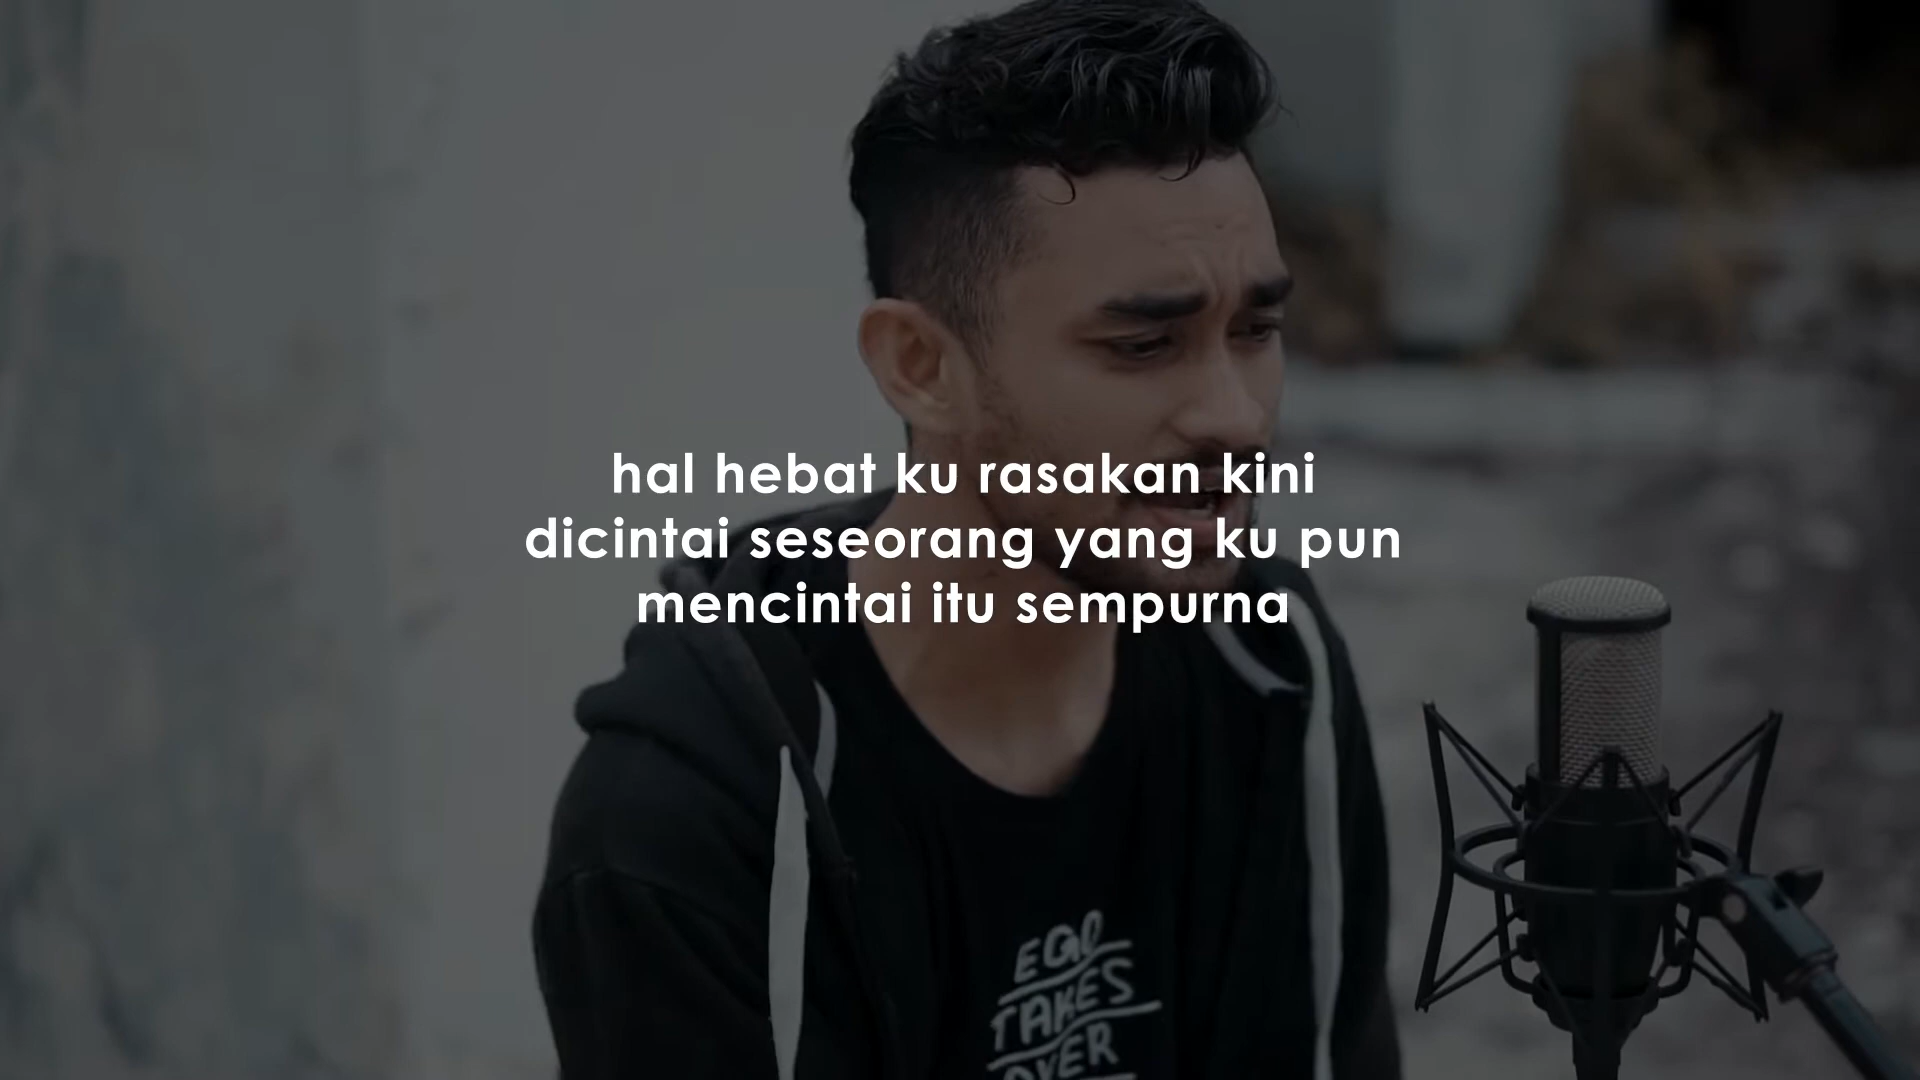 hal hebat ku rasakan kini
dicintai seseorang yang ku pun
mencintai itu sempurna
EGO
TAKES
OVER